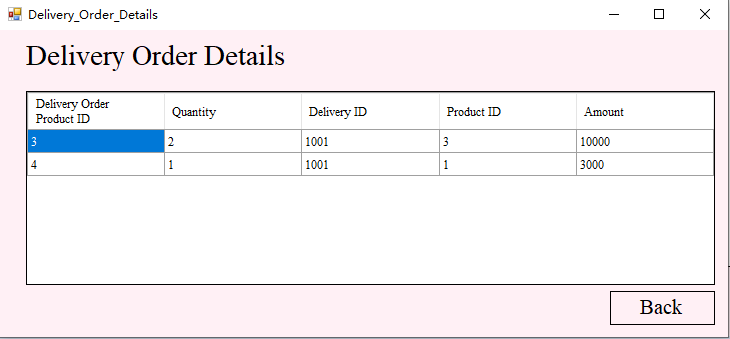 Delivery_Order_Details
Delivery Order Details
Delivery Order Product ID Quantity Delivery ID Product ID Amount
3 2 1001 3 10000
4 1 1001 1 3000
Back